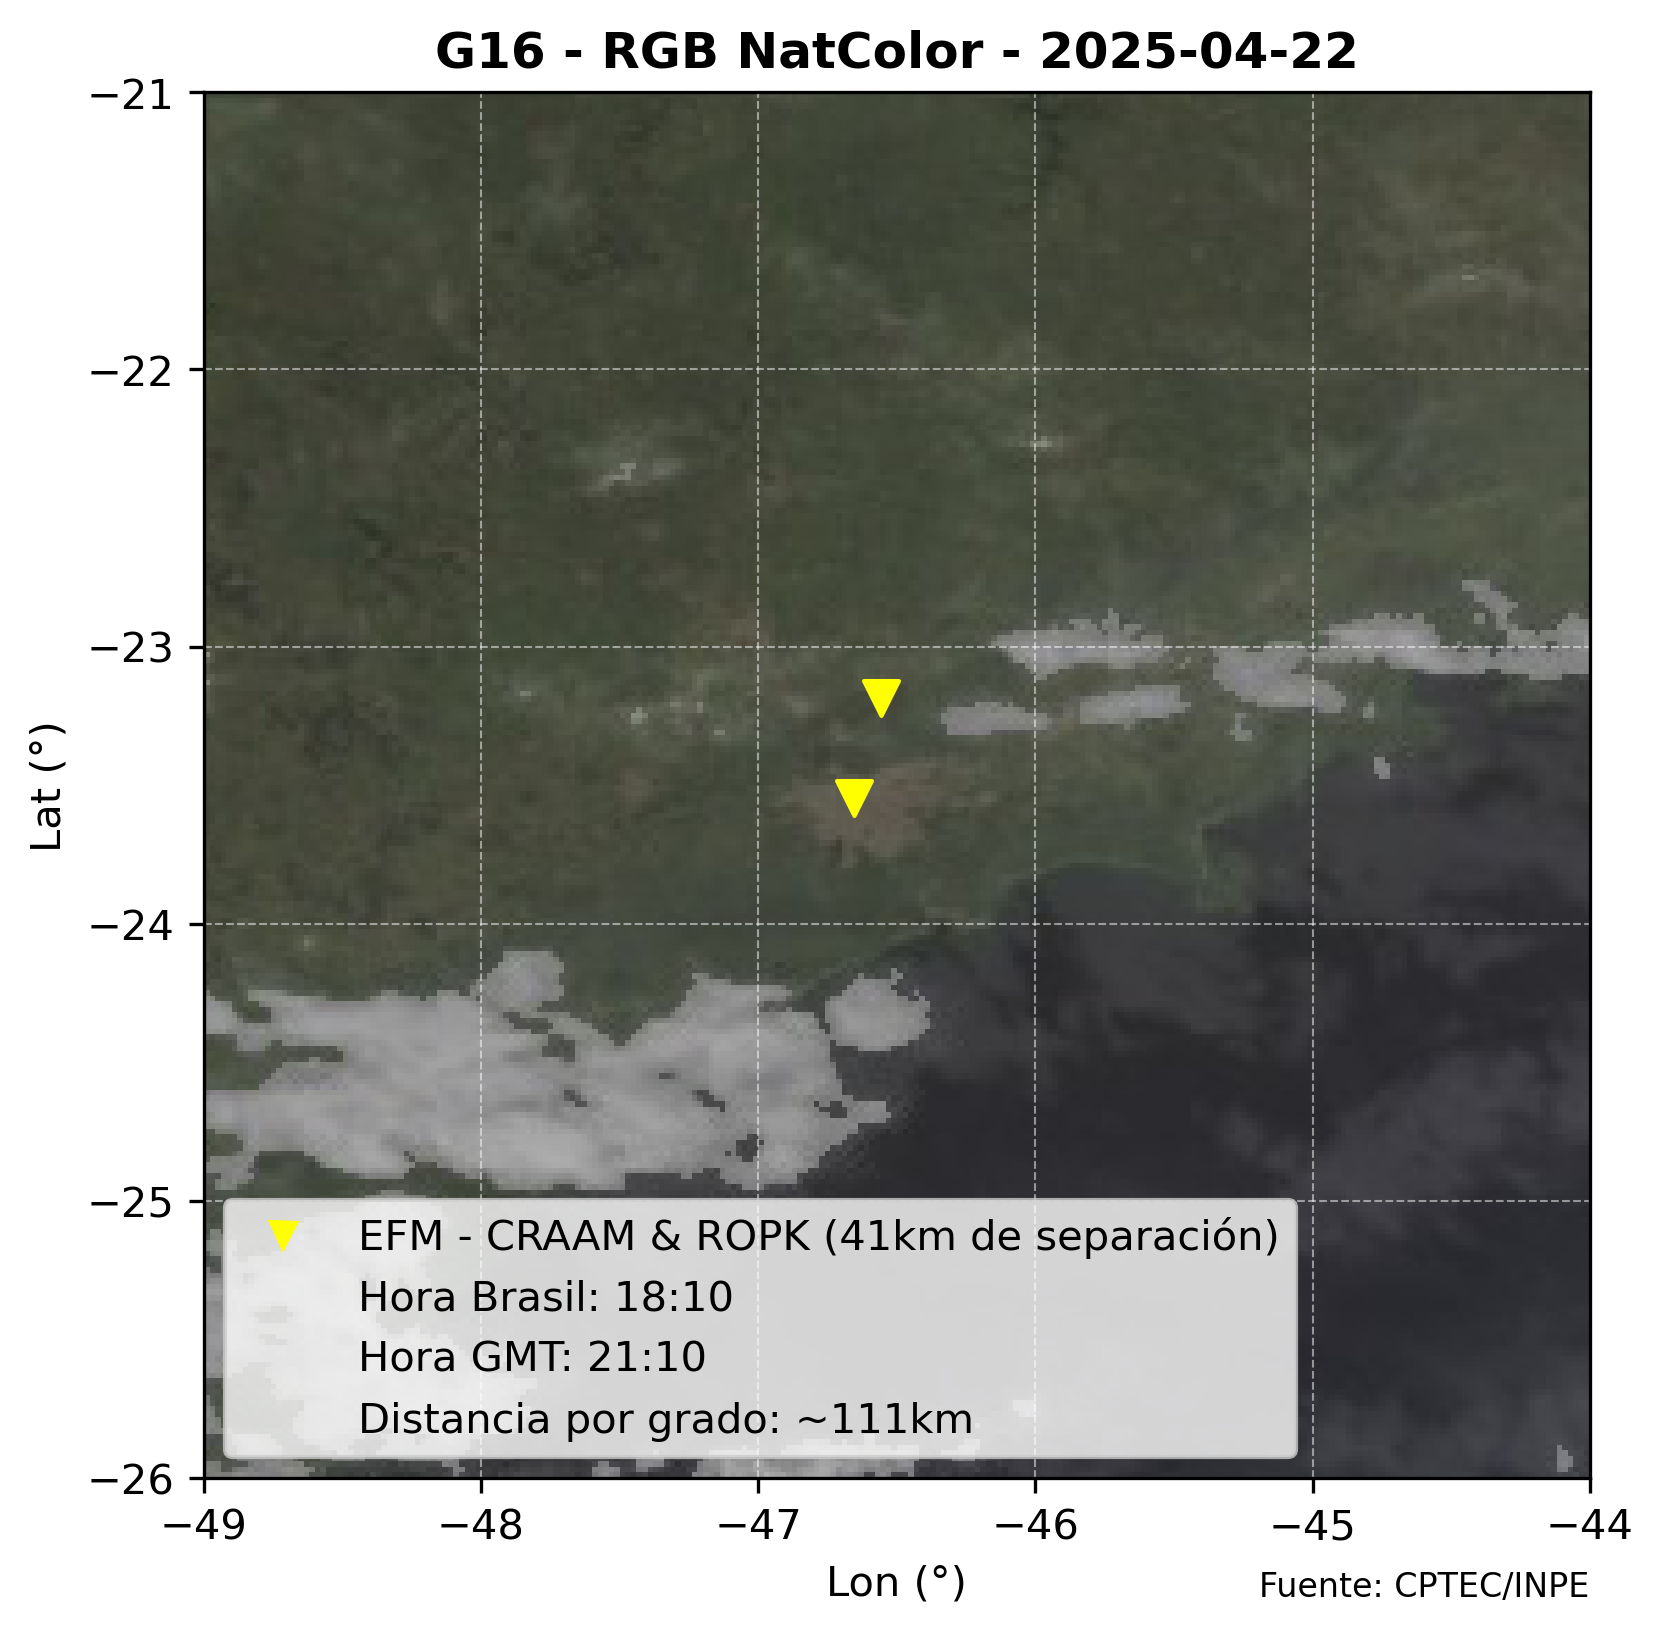 G16 - RGB NatColor - 2025-04-22
−21
−22
−23
−24
−25
−26
Lat (°)
EFM - CRAAM & ROPK (41km de separación)
Hora Brasil: 18:10
Hora GMT: 21:10
Distancia por grado: ~111km
−49 −48 −47 −46 −45 −44
Lon (°)
Fuente: CPTEC/INPE